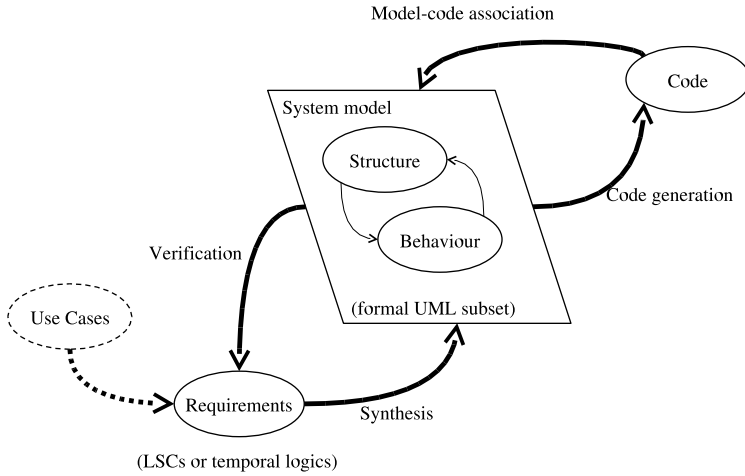 Model-code association
Code
System model
Structure
Code generation
Behaviour
Verification
(formal UML subset)
Use Cases
Requirements
Synthesis
(LSCs or temporal logics)